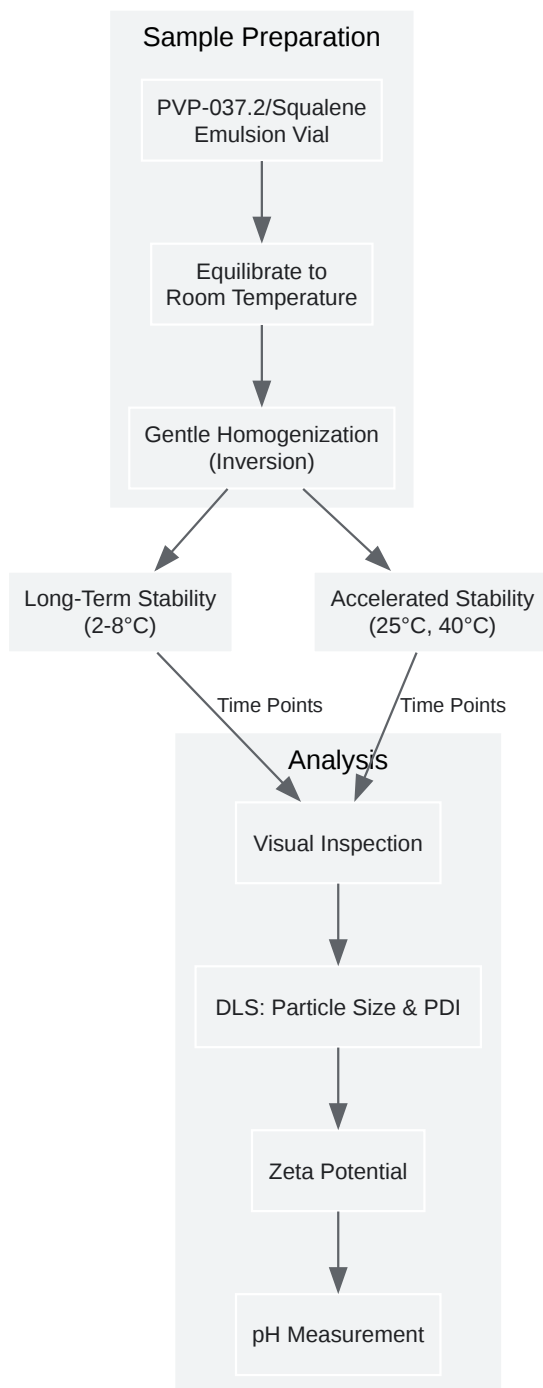 Sample Preparation
PVP-037.2/Squalene
Emulsion Vial
Equilibrate to
Room Temperature
Gentle Homogenization
(Inversion)
Long-Term Stability
(2-8°C)
Accelerated Stability
(25°C, 40°C)
Time Points
Time Points
Analysis
Visual Inspection
DLS: Particle Size & PDI
Zeta Potential
pH Measurement